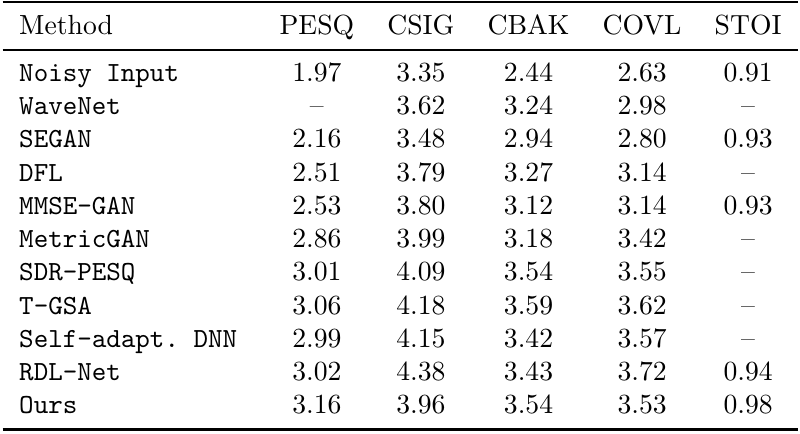 Method PESQ CSIG CBAK COVL STOI
Noisy Input 1.97 3.35 2.44 2.63 0.91
WaveNet – 3.62 3.24 2.98 –
SEGAN 2.16 3.48 2.94 2.80 0.93
DFL 2.51 3.79 3.27 3.14 –
MMSE-GAN 2.53 3.80 3.12 3.14 0.93
MetricGAN 2.86 3.99 3.18 3.42 –
SDR-PESQ 3.01 4.09 3.54 3.55 –
T-GSA 3.06 4.18 3.59 3.62 –
Self-adapt. DNN 2.99 4.15 3.42 3.57 –
RDL-Net 3.02 4.38 3.43 3.72 0.94
Ours 3.16 3.96 3.54 3.53 0.98